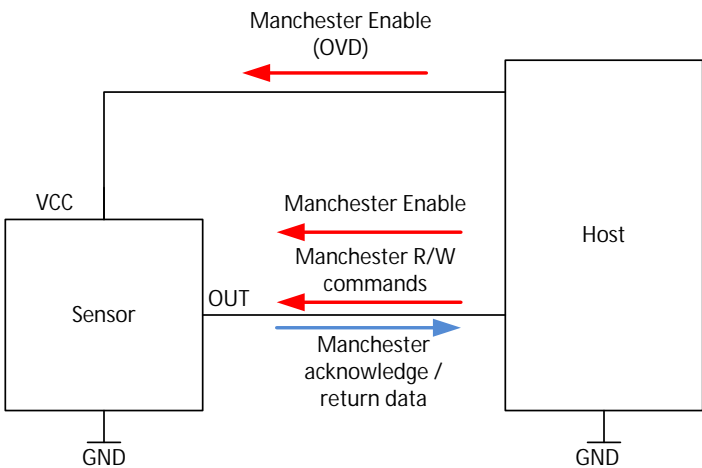 Manchester Enable
(OVD)
VCC
Manchester Enable
Host
Manchester R/W
commands
OUT
Sensor
Manchester
acknowledge /
return data
GND
GND